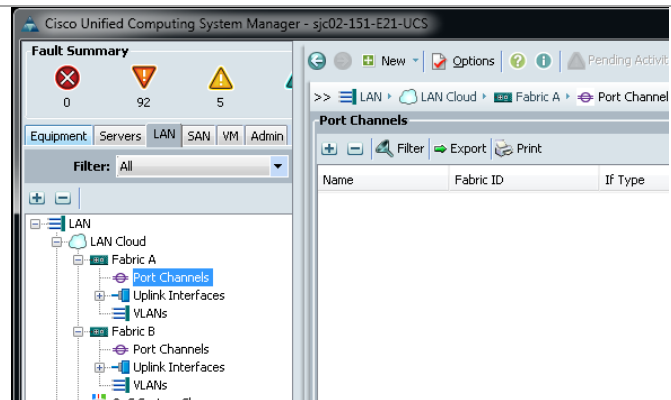 Cisco Unified Computing System Manager - sjc02-151-E21-UCS
Fault Summary
0 92 5
New Options Pending Activit
>> LAN LAN Cloud Fabric A Port Channel
Equipment Servers LAN SAN VM Admin
Filter: All
Port Channels
Filter Export Print
Name Fabric ID If Type
LAN
LAN Cloud
Fabric A
Port Channels
Uplink Interfaces
VLANs
Fabric B
Port Channels
Uplink Interfaces
VLANs